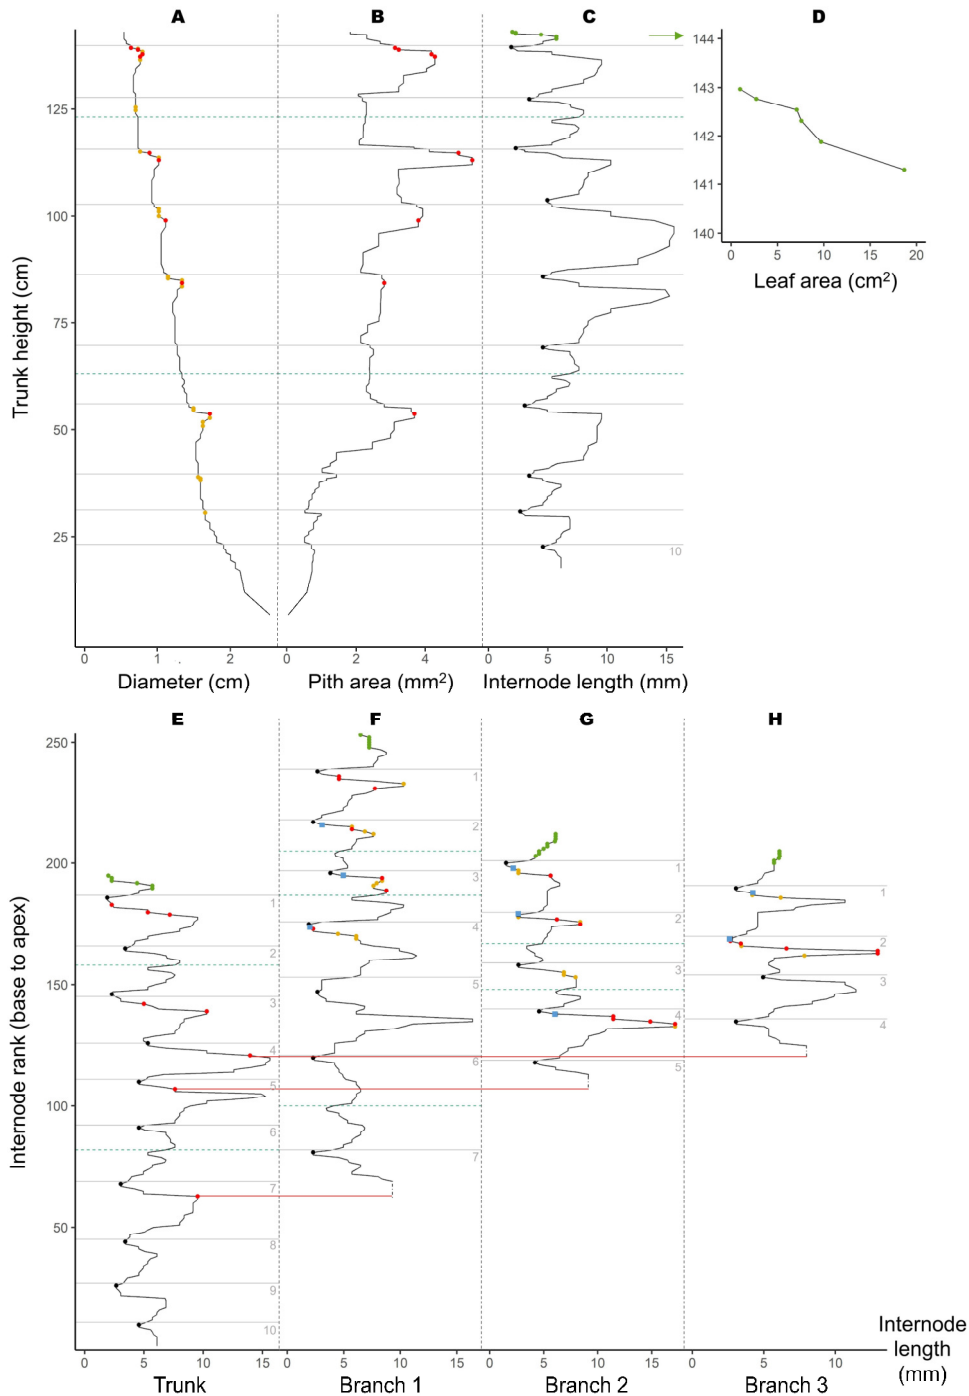 A B C D
125
100
75
50
25
Trunk height (cm)
10
0 1 2
Diameter (cm)
0 2 4
Pith area (mm²)
0 5 10 15
Internode length (mm)
144
143
142
141
140
0 5 10 15 20
Leaf area (cm²)
E F G H
250
200
150
100
50
Internode rank (base to apex)
1
2
3
4
5
6
7
8
9
10
1
2
3
4
5
6
7
1
2
3
4
5
1
2
3
4
0 5 10 15
Trunk
0 5 10 15
Branch 1
0 5 10 15
Branch 2
0 5 10
Branch 3
Internode
length
(mm)